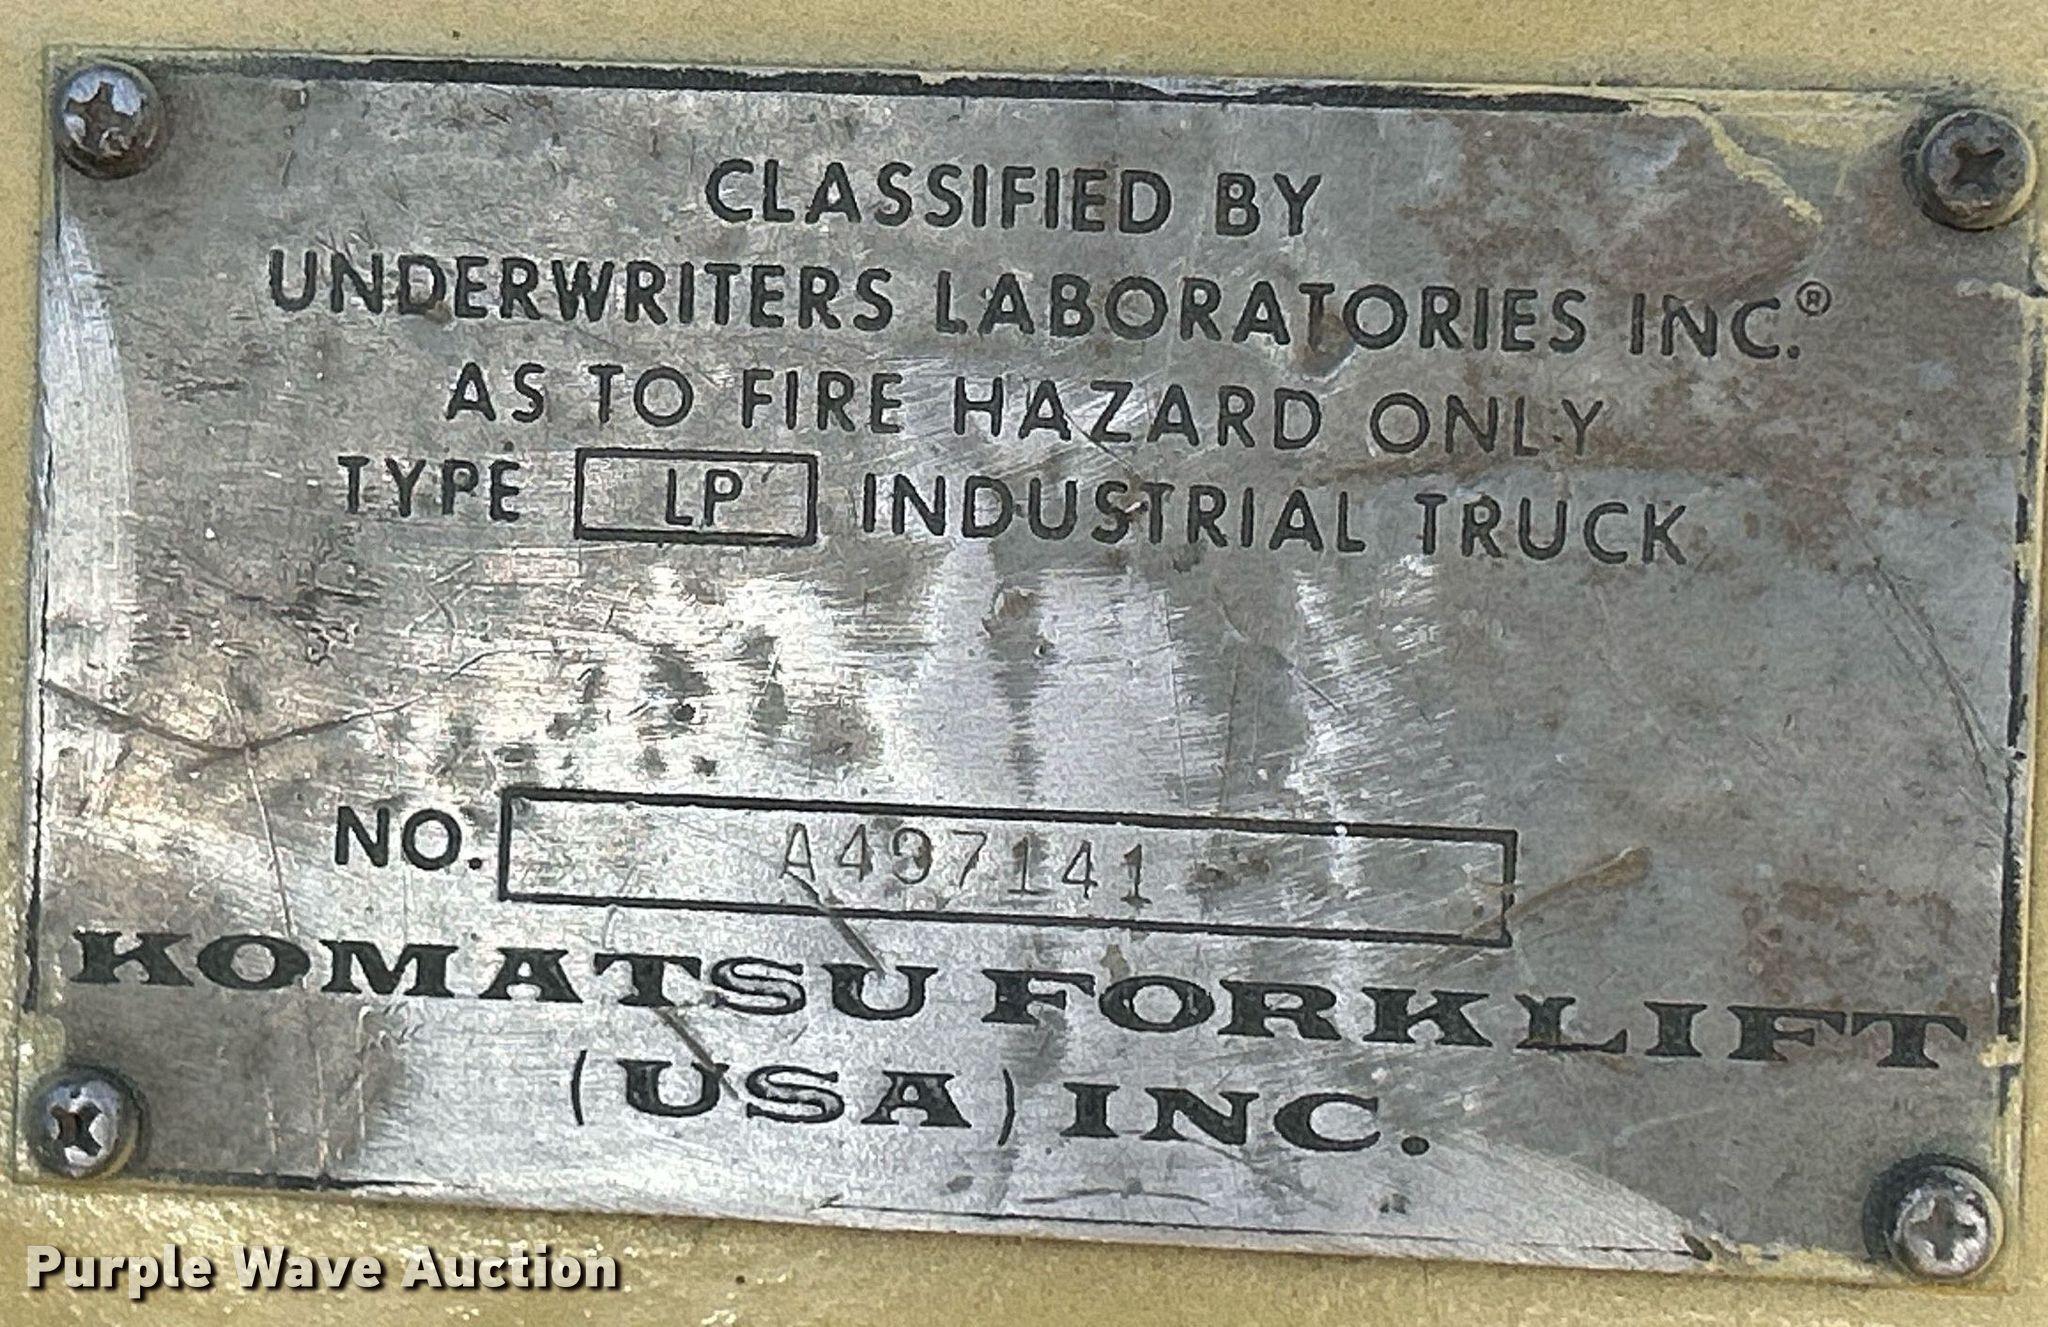 CLASSIFIED BY
UNDERWRITERS LABORATORIES INC.®
AS TO FIRE HAZARD ONLY
TYPE LP INDUSTRIAL TRUCK
NO. A497141
KOMATSU FORKLIFT
(USA) INC.
Purple Wave Auction